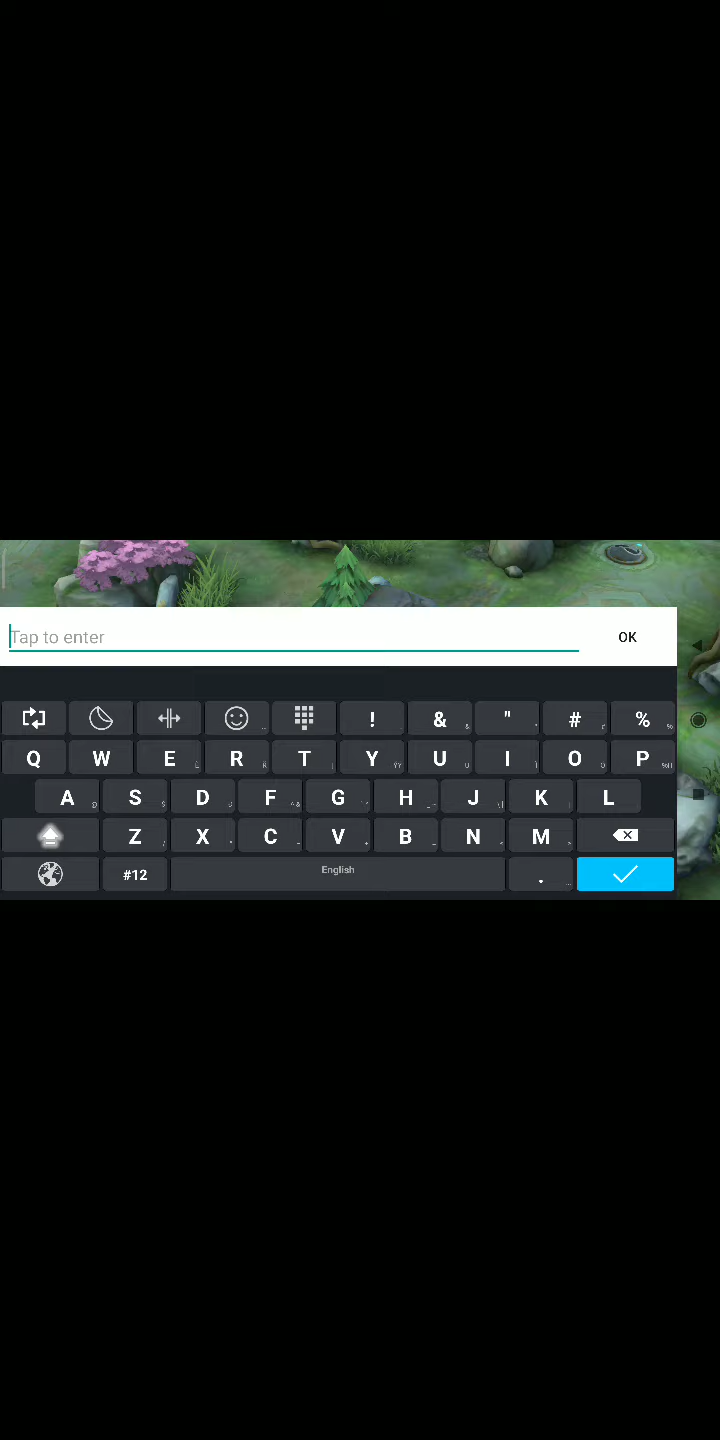 Tap to enter
OK
! & " # %
Q W E R T Y U I O P
A S D F G H J K L
Z X C V B N M
#12 English .